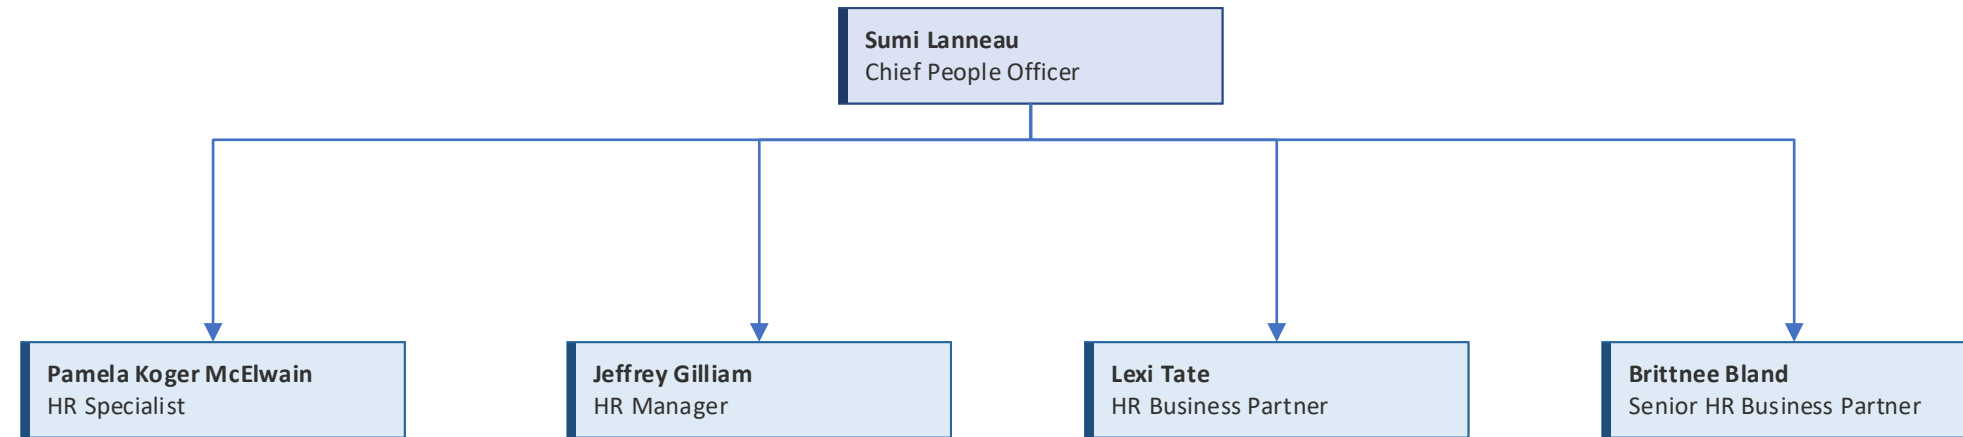 Sumi Lanneau
Chief People Officer
Pamela Koger McElwain
HR Specialist
Jeffrey Gilliam
HR Manager
Lexi Tate
HR Business Partner
Brittnee Bland
Senior HR Business Partner